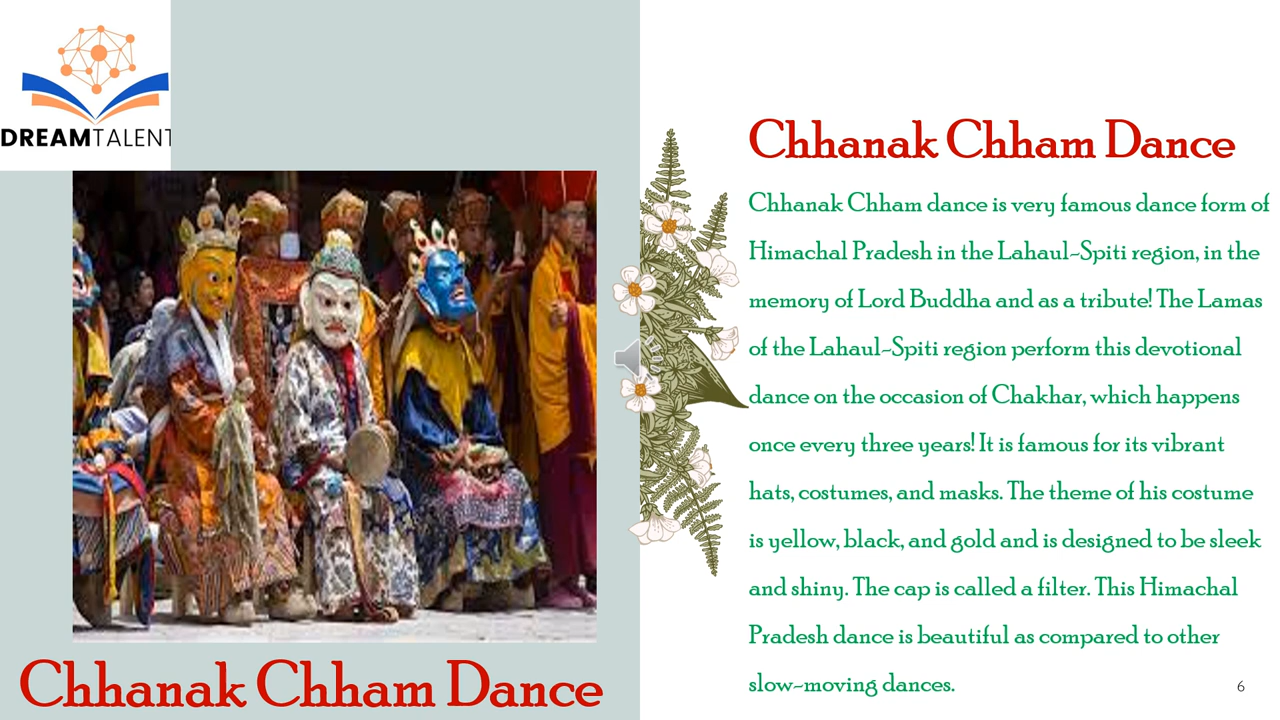 DREAMTALENT
Chhanak Chham Dance
Chhanak Chham Dance
Chhanak Chham dance is very famous dance form of
Himachal Pradesh in the Lahaul-Spiti region, in the
memory of Lord Buddha and as a tribute! The Lamas
of the Lahaul-Spiti region perform this devotional
dance on the occasion of Chakhar, which happens
once every three years! It is famous for its vibrant
hats, costumes, and masks. The theme of his costume
is yellow, black, and gold and is designed to be sleek
and shiny. The cap is called a filter. This Himachal
Pradesh dance is beautiful as compared to other
slow-moving dances.
6